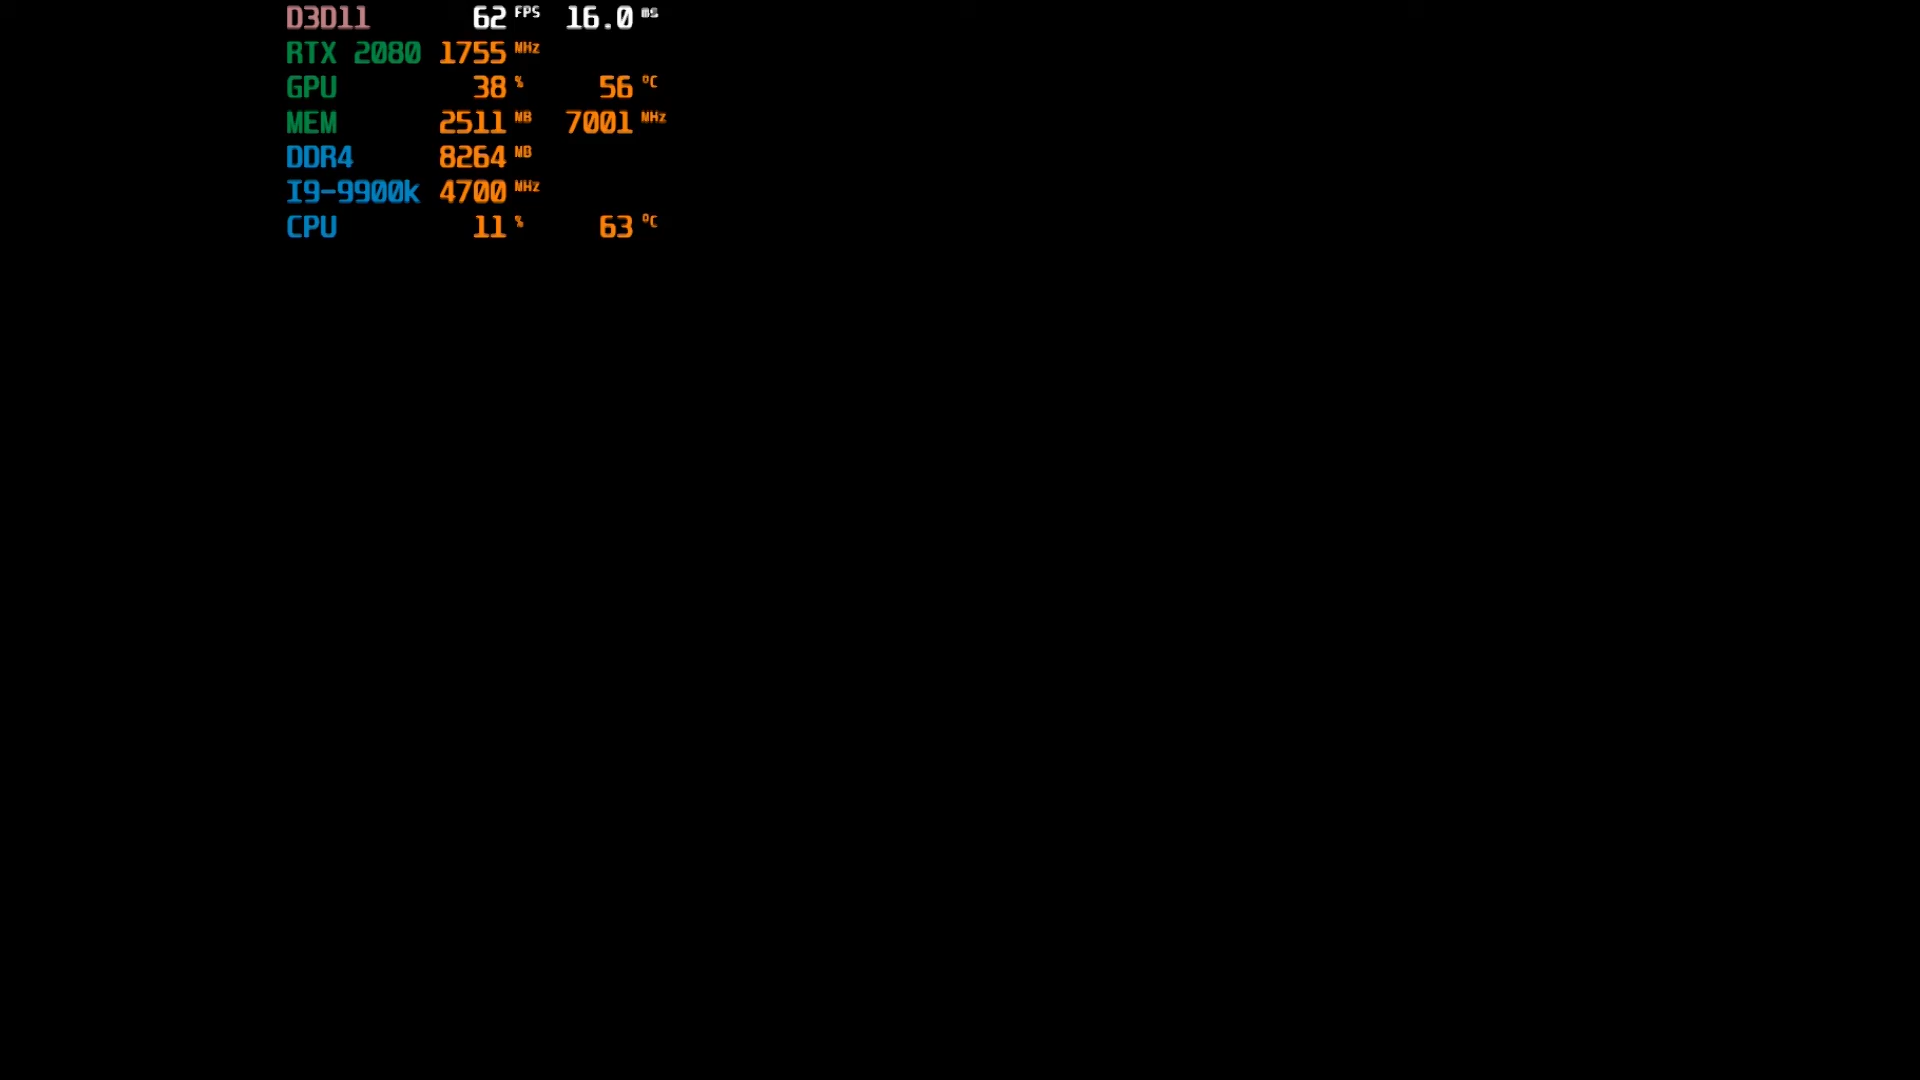 D3D11 62 FPS 16.0 ms
RTX 2080 1755 MHz
GPU 38 % 56 °C
MEM 2511 MB 7001 MHz
DDR4 8264 MB
I9-9900k 4700 MHz
CPU 11 % 63 °C